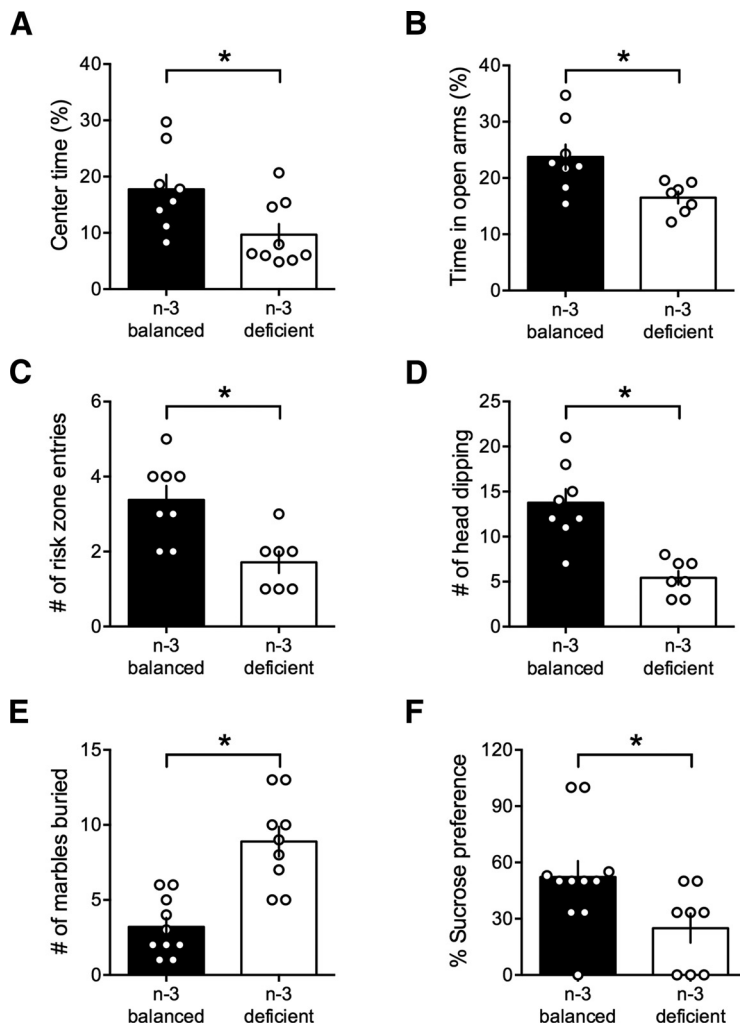 A
*
Center time (%)
40
30
20
10
0
n-3
balanced
n-3
deficient
B
*
Time in open arms (%)
40
30
20
10
0
n-3
balanced
n-3
deficient
C
*
# of risk zone entries
6
4
2
0
n-3
balanced
n-3
deficient
D
*
# of head dipping
25
20
15
10
5
0
n-3
balanced
n-3
deficient
E
*
# of marbles buried
15
10
5
0
n-3
balanced
n-3
deficient
F
*
% Sucrose preference
120
90
60
30
0
n-3
balanced
n-3
deficient